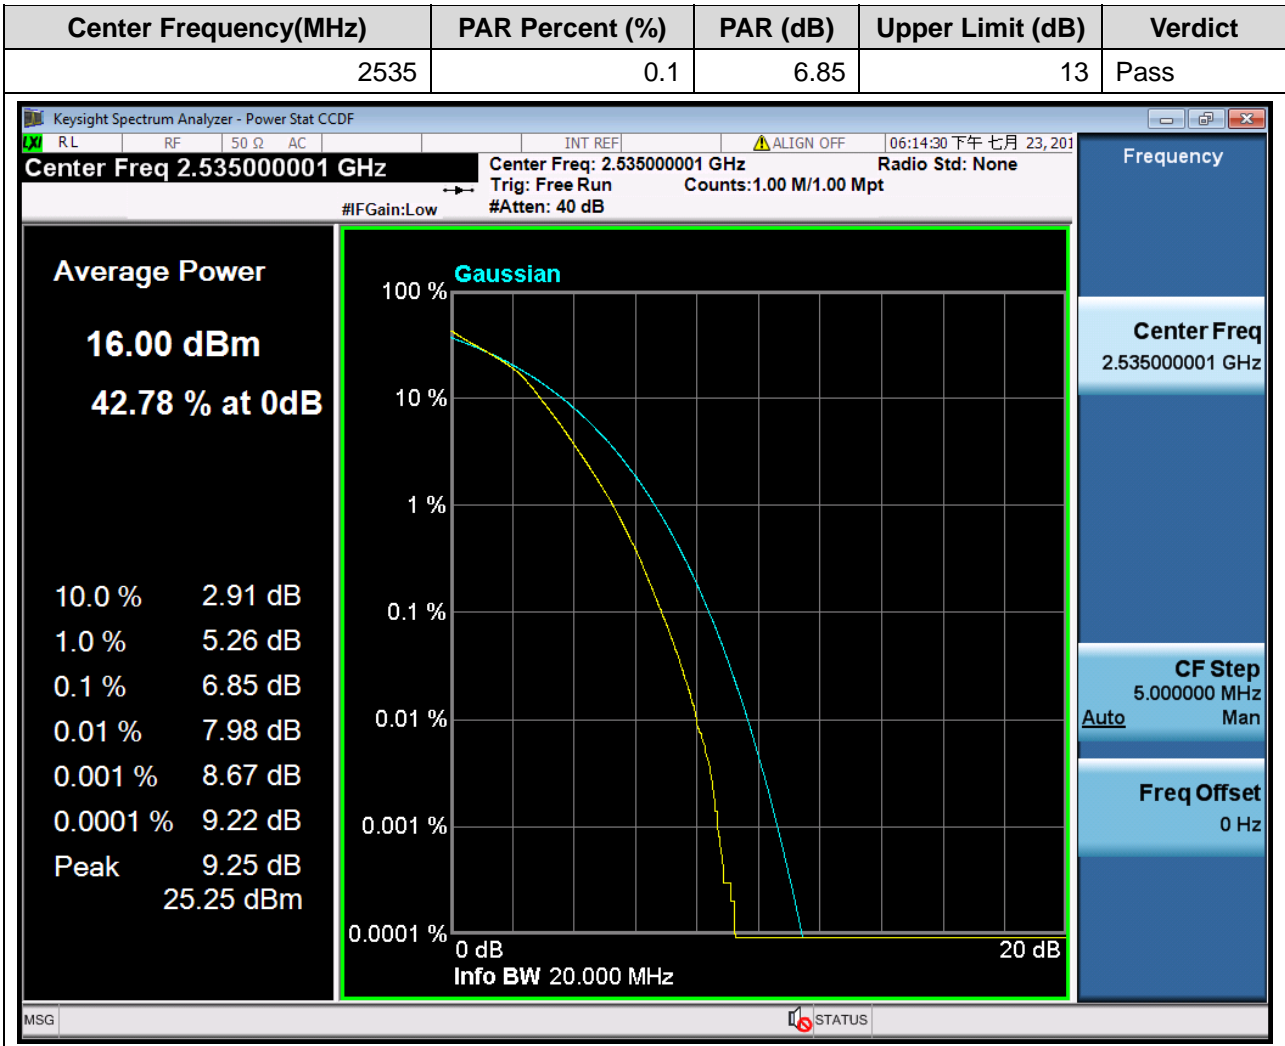 Center Frequency(MHz) PAR Percent (%) PAR (dB) Upper Limit (dB) Verdict
2535 0.1 6.85 13 Pass
Keysight Spectrum Analyzer - Power Stat CCDF
LXI RL RF 50 Ω AC INT REF ALIGN OFF 06:14:30 下午 七月 23, 201
Center Freq 2.535000001 GHz
#IFGain:Low
Center Freq: 2.535000001 GHz Radio Std: None
Trig: Free Run Counts:1.00 M/1.00 Mpt
#Atten: 40 dB
Average Power
16.00 dBm
42.78 % at 0dB
10.0 % 2.91 dB
1.0 % 5.26 dB
0.1 % 6.85 dB
0.01 % 7.98 dB
0.001 % 8.67 dB
0.0001 % 9.22 dB
Peak 9.25 dB
25.25 dBm
Gaussian
100 %
10 %
1 %
0.1 %
0.01 %
0.001 %
0.0001 %
0 dB 20 dB
Info BW 20.000 MHz
Frequency
Center Freq
2.535000001 GHz
CF Step
5.000000 MHz
Auto Man
Freq Offset
0 Hz
MSG STATUS